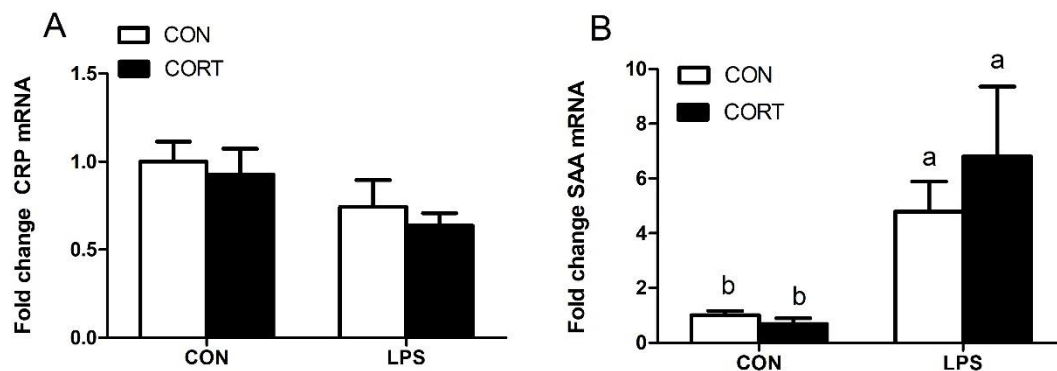 A
CON
CORT
Fold change CRP mRNA
1.5
1.0
0.5
0.0
CON LPS
B
CON
CORT
Fold change SAA mRNA
10
8
6
4
2
0
b b a a
CON LPS